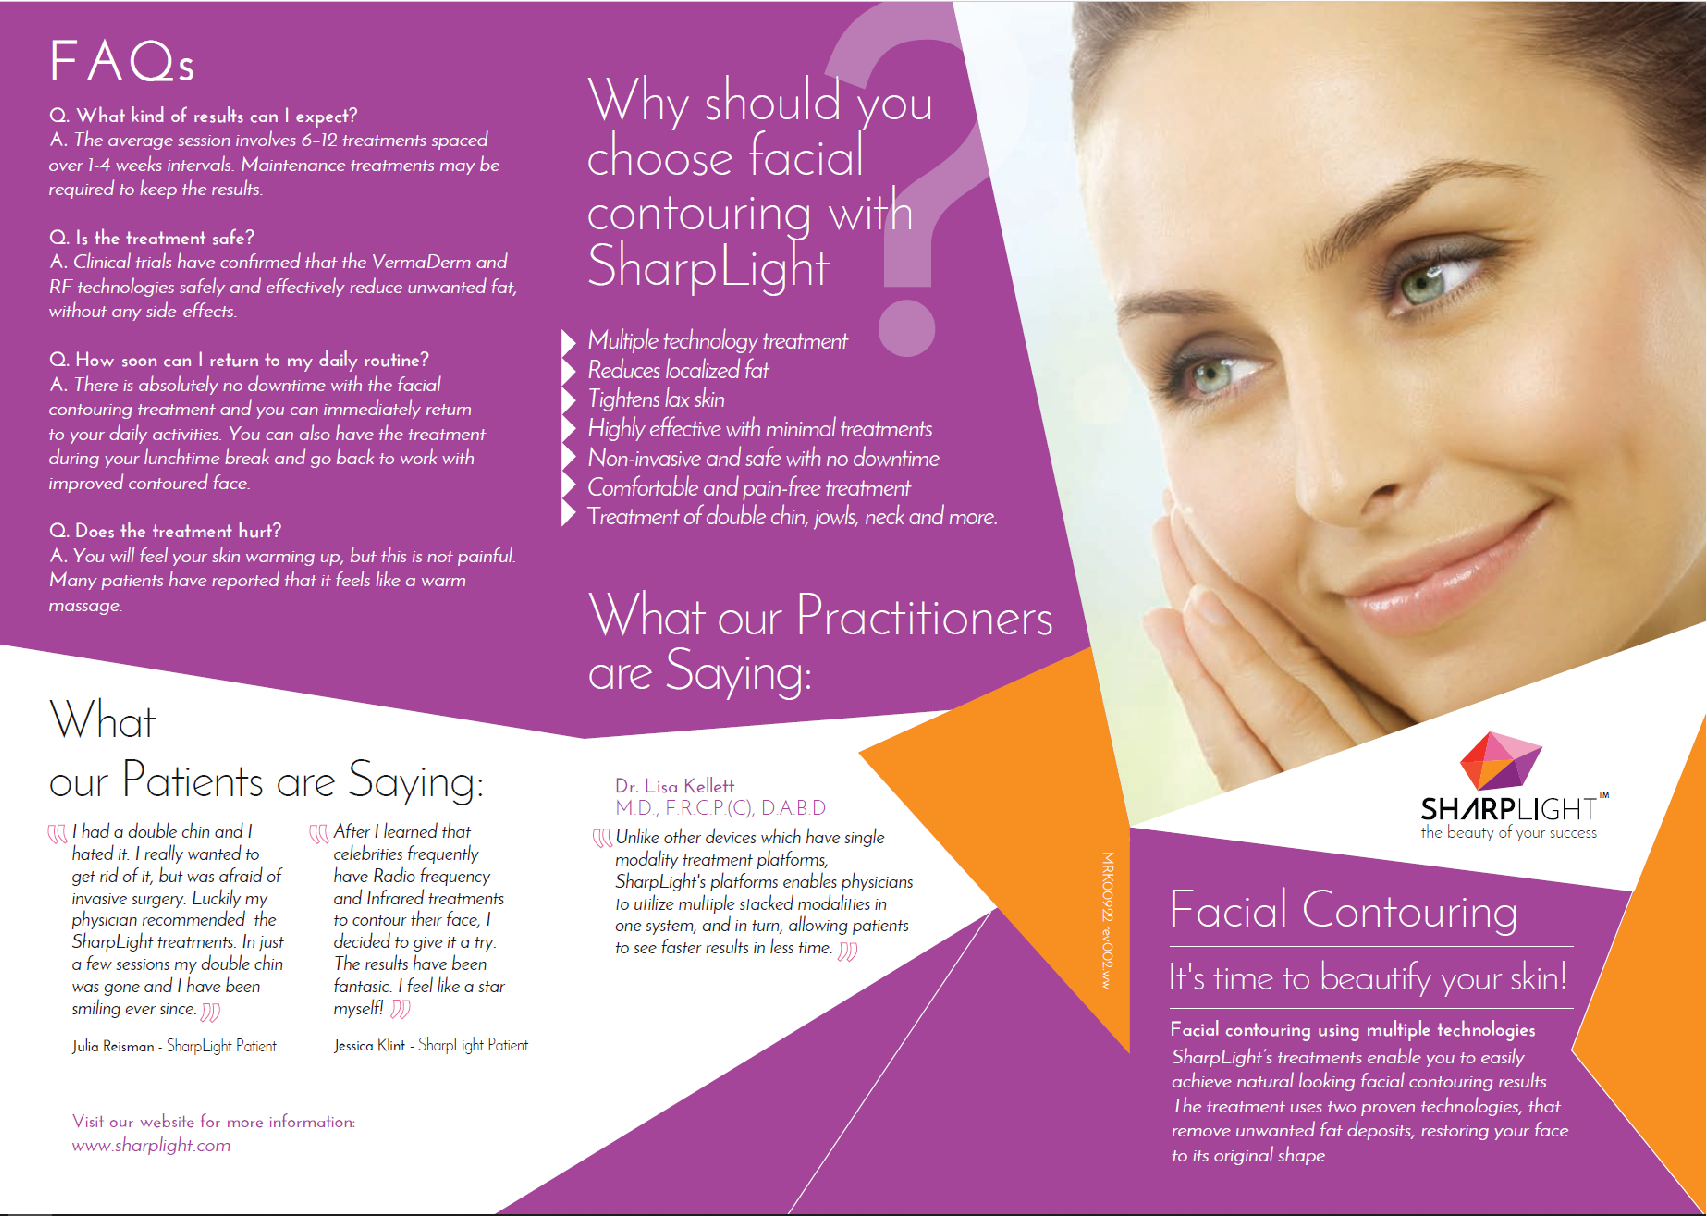 FAQs
Q. What kind of results can I expect?
A. The average session involves 6-12 treatments spaced
over 1-4 weeks intervals. Maintenance treatments may be
required to keep the results.
Q. Is the treatment safe?
A. Clinical trials have confirmed that the VermaDerm and
RF technologies safely and effectively reduce unwanted fat,
without any side effects.
Q. How soon can I return to my daily routine?
A. There is absolutely no downtime with the facial
contouring treatment and you can immediately return
to your daily activities. You can also have the treatment
during your lunchtime break and go back to work with
improved contoured face.
Q. Does the treatment hurt?
A. You will feel your skin warming up, but this is not painful.
Many patients have reported that it feels like a warm
massage.
What
our Patients are Saying:
I had a double chin and I
hated it. I really wanted to
get rid of it, but was afraid of
invasive surgery. Luckily my
physician recommended the
SharpLight treatments. In just
a few sessions my double chin
was gone and I have been
smiling ever since.
Julia Reisman - SharpLight Patient
After I learned that
celebrities frequently
have Radio frequency
and Infrared treatments
to contour their face, I
decided to give it a try.
The results have been
fantasic. I feel like a star
myself!
Jessica Klint - SharpLight Patient
Visit our website for more information:
www.sharplight.com
?
Why should you
choose facial
contouring with
SharpLight
Multiple technology treatment
Reduces localized fat
Tightens lax skin
Highly effective with minimal treatments
Non-invasive and safe with no downtime
Comfortable and pain-free treatment
Treatment of double chin, jowls, neck and more.
What our Practitioners
are Saying:
Dr. Lisa Kellett
M.D., F.R.C.P.(C), D.A.B.D
Unlike other devices which have single
modality treatment platforms,
SharpLight's platforms enables physicians
to utilize multiple stacked modalities in
one system, and in turn, allowing patients
to see faster results in less time.
SHARPLIGHT™
the beauty of your success
Facial Contouring
It's time to beautify your skin!
Facial contouring using multiple technologies
SharpLight's treatments enable you to easily
achieve natural looking facial contouring results
The treatment uses two proven technologies, that
remove unwanted fat deposits, restoring your face
to its original shape